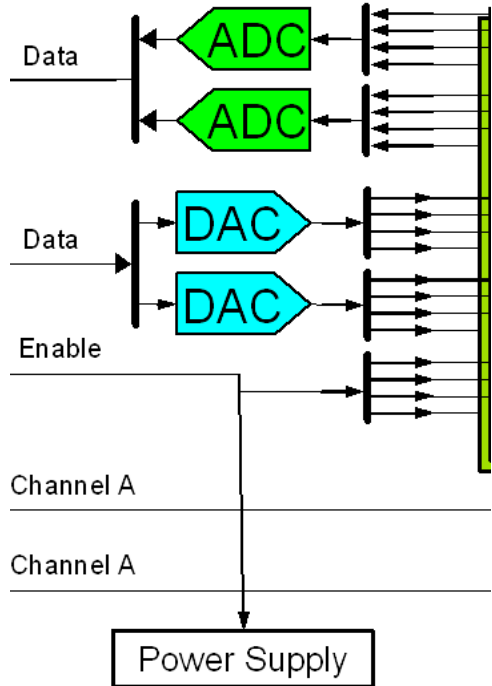 ADC
Data
ADC
DAC
Data
DAC
Enable
Channel A
Channel A
Power Supply